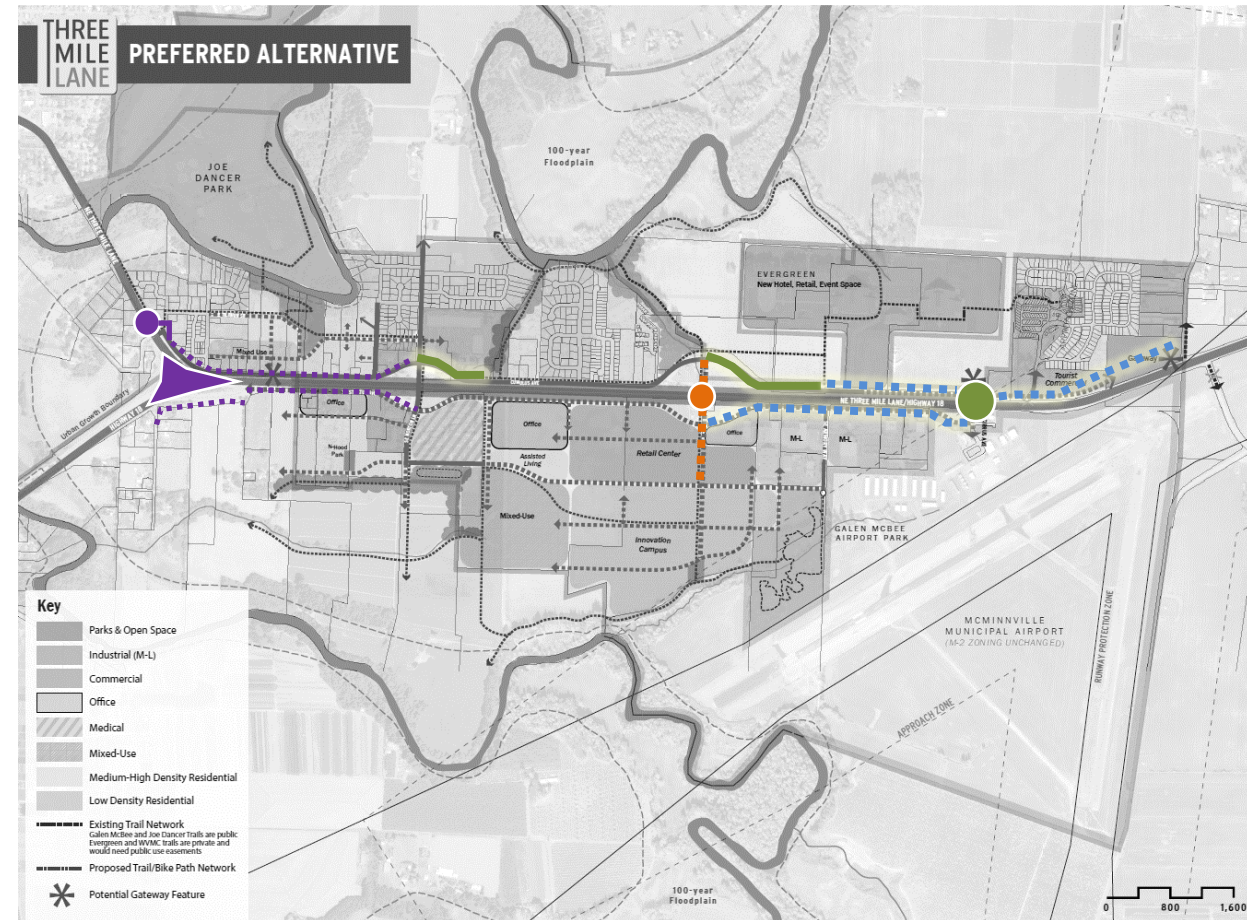 THREE
MILE
LANE
PREFERRED ALTERNATIVE
JOE
DANCER
PARK
100-year
Floodplain
EVERGREEN
New Hotel, Retail, Event Space
Mixed Use
Gateway
Tourist
NE THREE MILE LANE/HIGHWAY 18
Urban Growth Boundary
Office
Office
Office
N-Hood
Park
Assisted
Living
Retail Center
M-L
M-L
Mixed-Use
Innovation
Campus
GALEN MCBEE
AIRPORT PARK
MCMINNVILLE
MUNICIPAL AIRPORT
(M-2 ZONING UNCHANGED)
RUNWAY PROTECTION ZONE
APPROACH ZONE
100-year
Floodplain
Key
Parks & Open Space
Industrial (M-L)
Commercial
Office
Medical
Mixed-Use
Medium-High Density Residential
Low Density Residential
Existing Trail Network
Galen McBee and Joe Dancer Trails are public
Evergreen and WVMC trails are private and
would need public use easements
Proposed Trail/Bike Path Network
Potential Gateway Feature
0 800 1,600